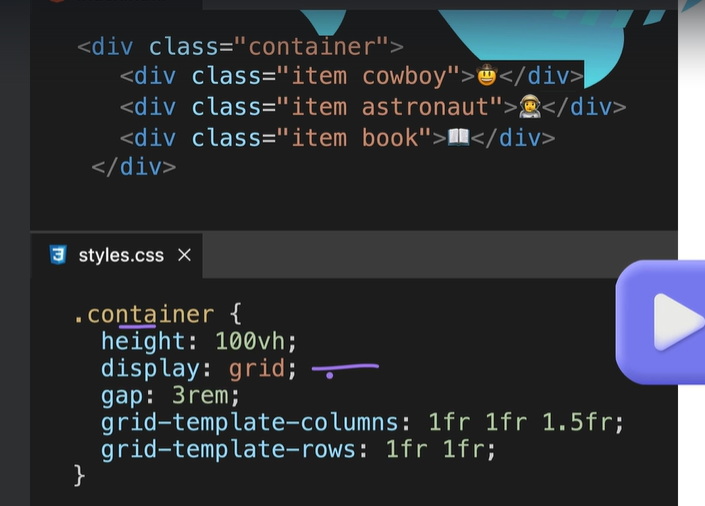 <div class="container">
<div class="item cowboy">🤠</div>
<div class="item astronaut">👩‍🚀</div>
<div class="item book">📖</div>
</div>
styles.css ×
.container {
height: 100vh;
display: grid;
gap: 3rem;
grid-template-columns: 1fr 1fr 1.5fr;
grid-template-rows: 1fr 1fr;
}